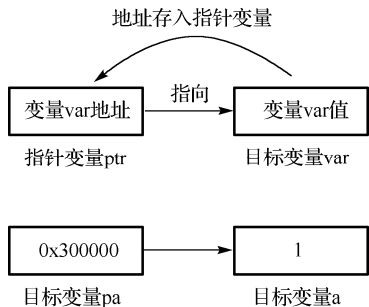 地址存入指针变量
指向
变量var地址 变量var值
指针变量ptr 目标变量var
0x300000 1
目标变量pa 目标变量a